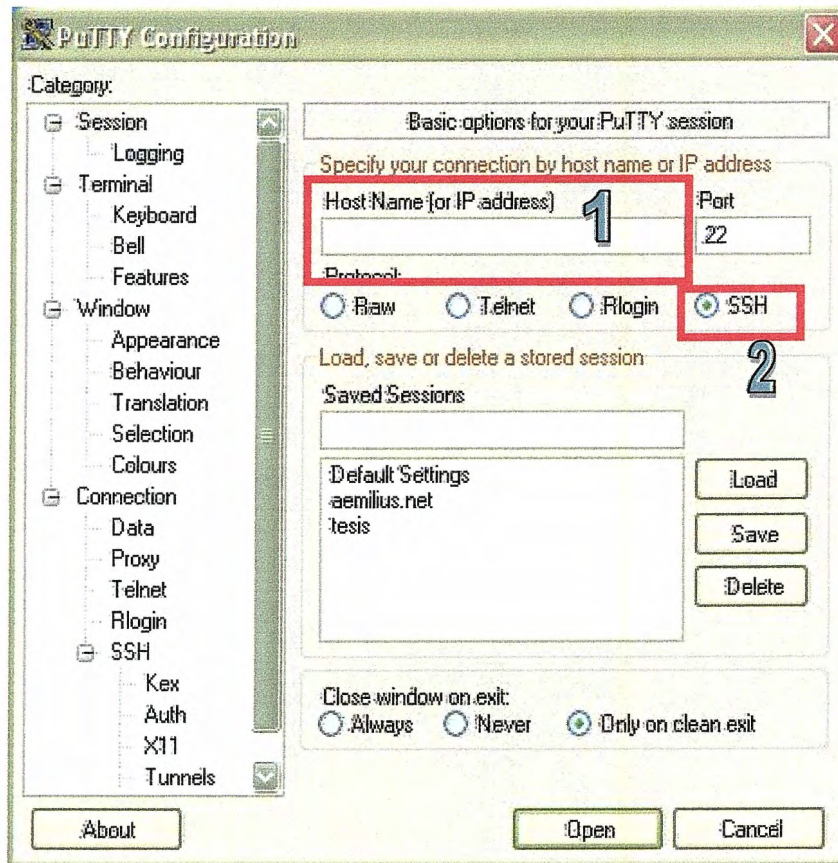 PuTTY Configuration
Category:
Session
Logging
Terminal
Keyboard
Bell
Features
Window
Appearance
Behaviour
Translation
Selection
Colours
Connection
Data
Proxy
Telnet
Rlogin
SSH
Kex
Auth
X11
Tunnels
Basic options for your PuTTY session
Specify your connection by host name or IP address
Host Name (or IP address)
1
Port
22
Protocol:
Raw Telnet Rlogin SSH
2
Load, save or delete a stored session
Saved Sessions
Default Settings
aemilius.net
tesis
Load
Save
Delete
Close window on exit:
Always Never Only on clean exit
About
Open
Cancel